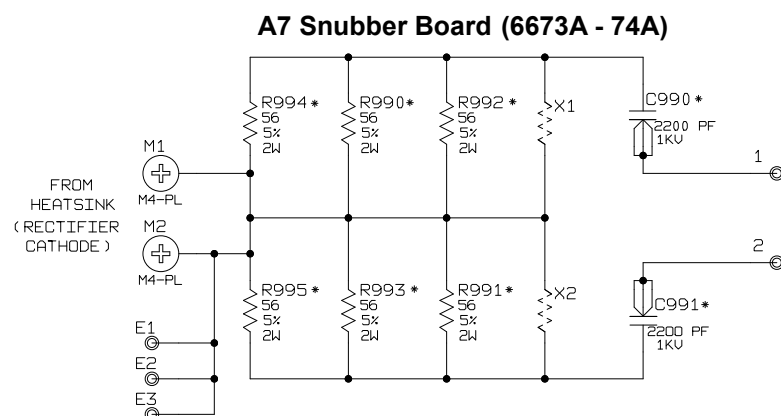 A7 Snubber Board (6673A - 74A)
R994*
56
5%
2W
R990*
56
5%
2W
R992*
56
5%
2W
X1
C990*
2200 PF
1KV
1
M1
M4-PL
FROM
HEATSINK
(RECTIFIER
CATHODE)
M2
M4-PL
2
R995*
56
5%
2W
R993*
56
5%
2W
R991*
56
5%
2W
X2
C991*
2200 PF
1KV
E1
E2
E3